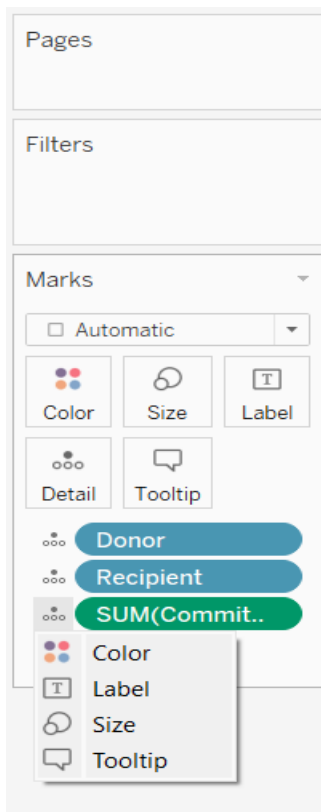 Pages
Filters
Marks
Automatic
Color Size Label
Detail Tooltip
Donor
Recipient
SUM(Commit..
Color
Label
Size
Tooltip